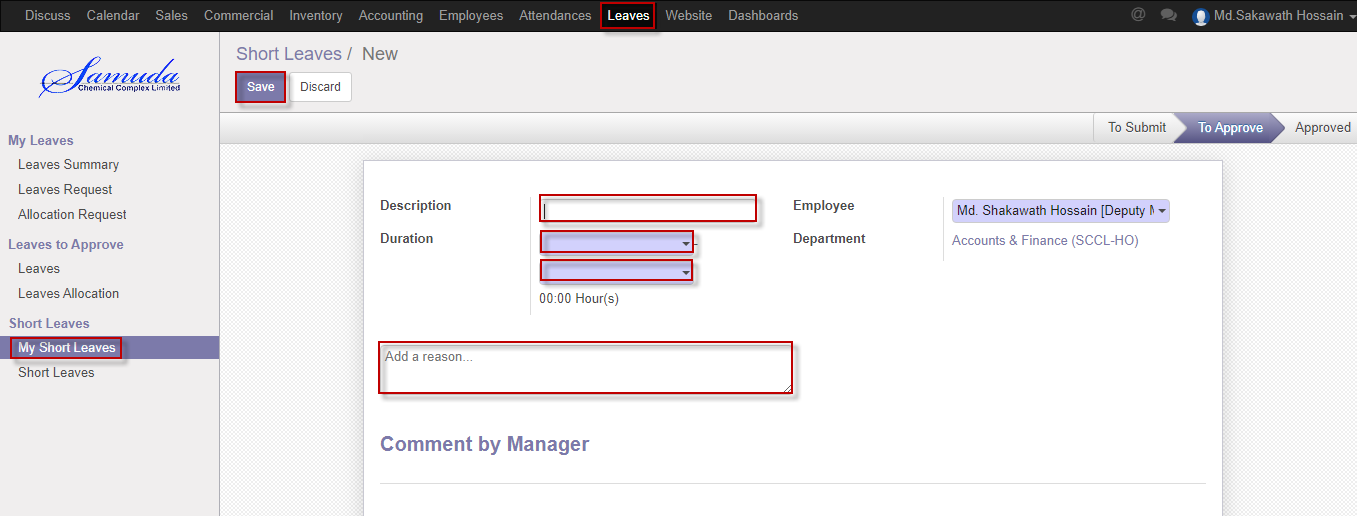 Discuss Calendar Sales Commercial Inventory Accounting Employees Attendances Leaves Website Dashboards @ Md.Sakawath Hossain
Samuda
Chemical Complex Limited
My Leaves
Leaves Summary
Leaves Request
Allocation Request
Leaves to Approve
Leaves
Leaves Allocation
Short Leaves
My Short Leaves
Short Leaves
Short Leaves / New
Save Discard
To Submit To Approve Approved
Description
Duration
-
00:00 Hour(s)
Employee Md. Shakawath Hossain [Deputy M
Department Accounts & Finance (SCCL-HO)
Add a reason...
Comment by Manager